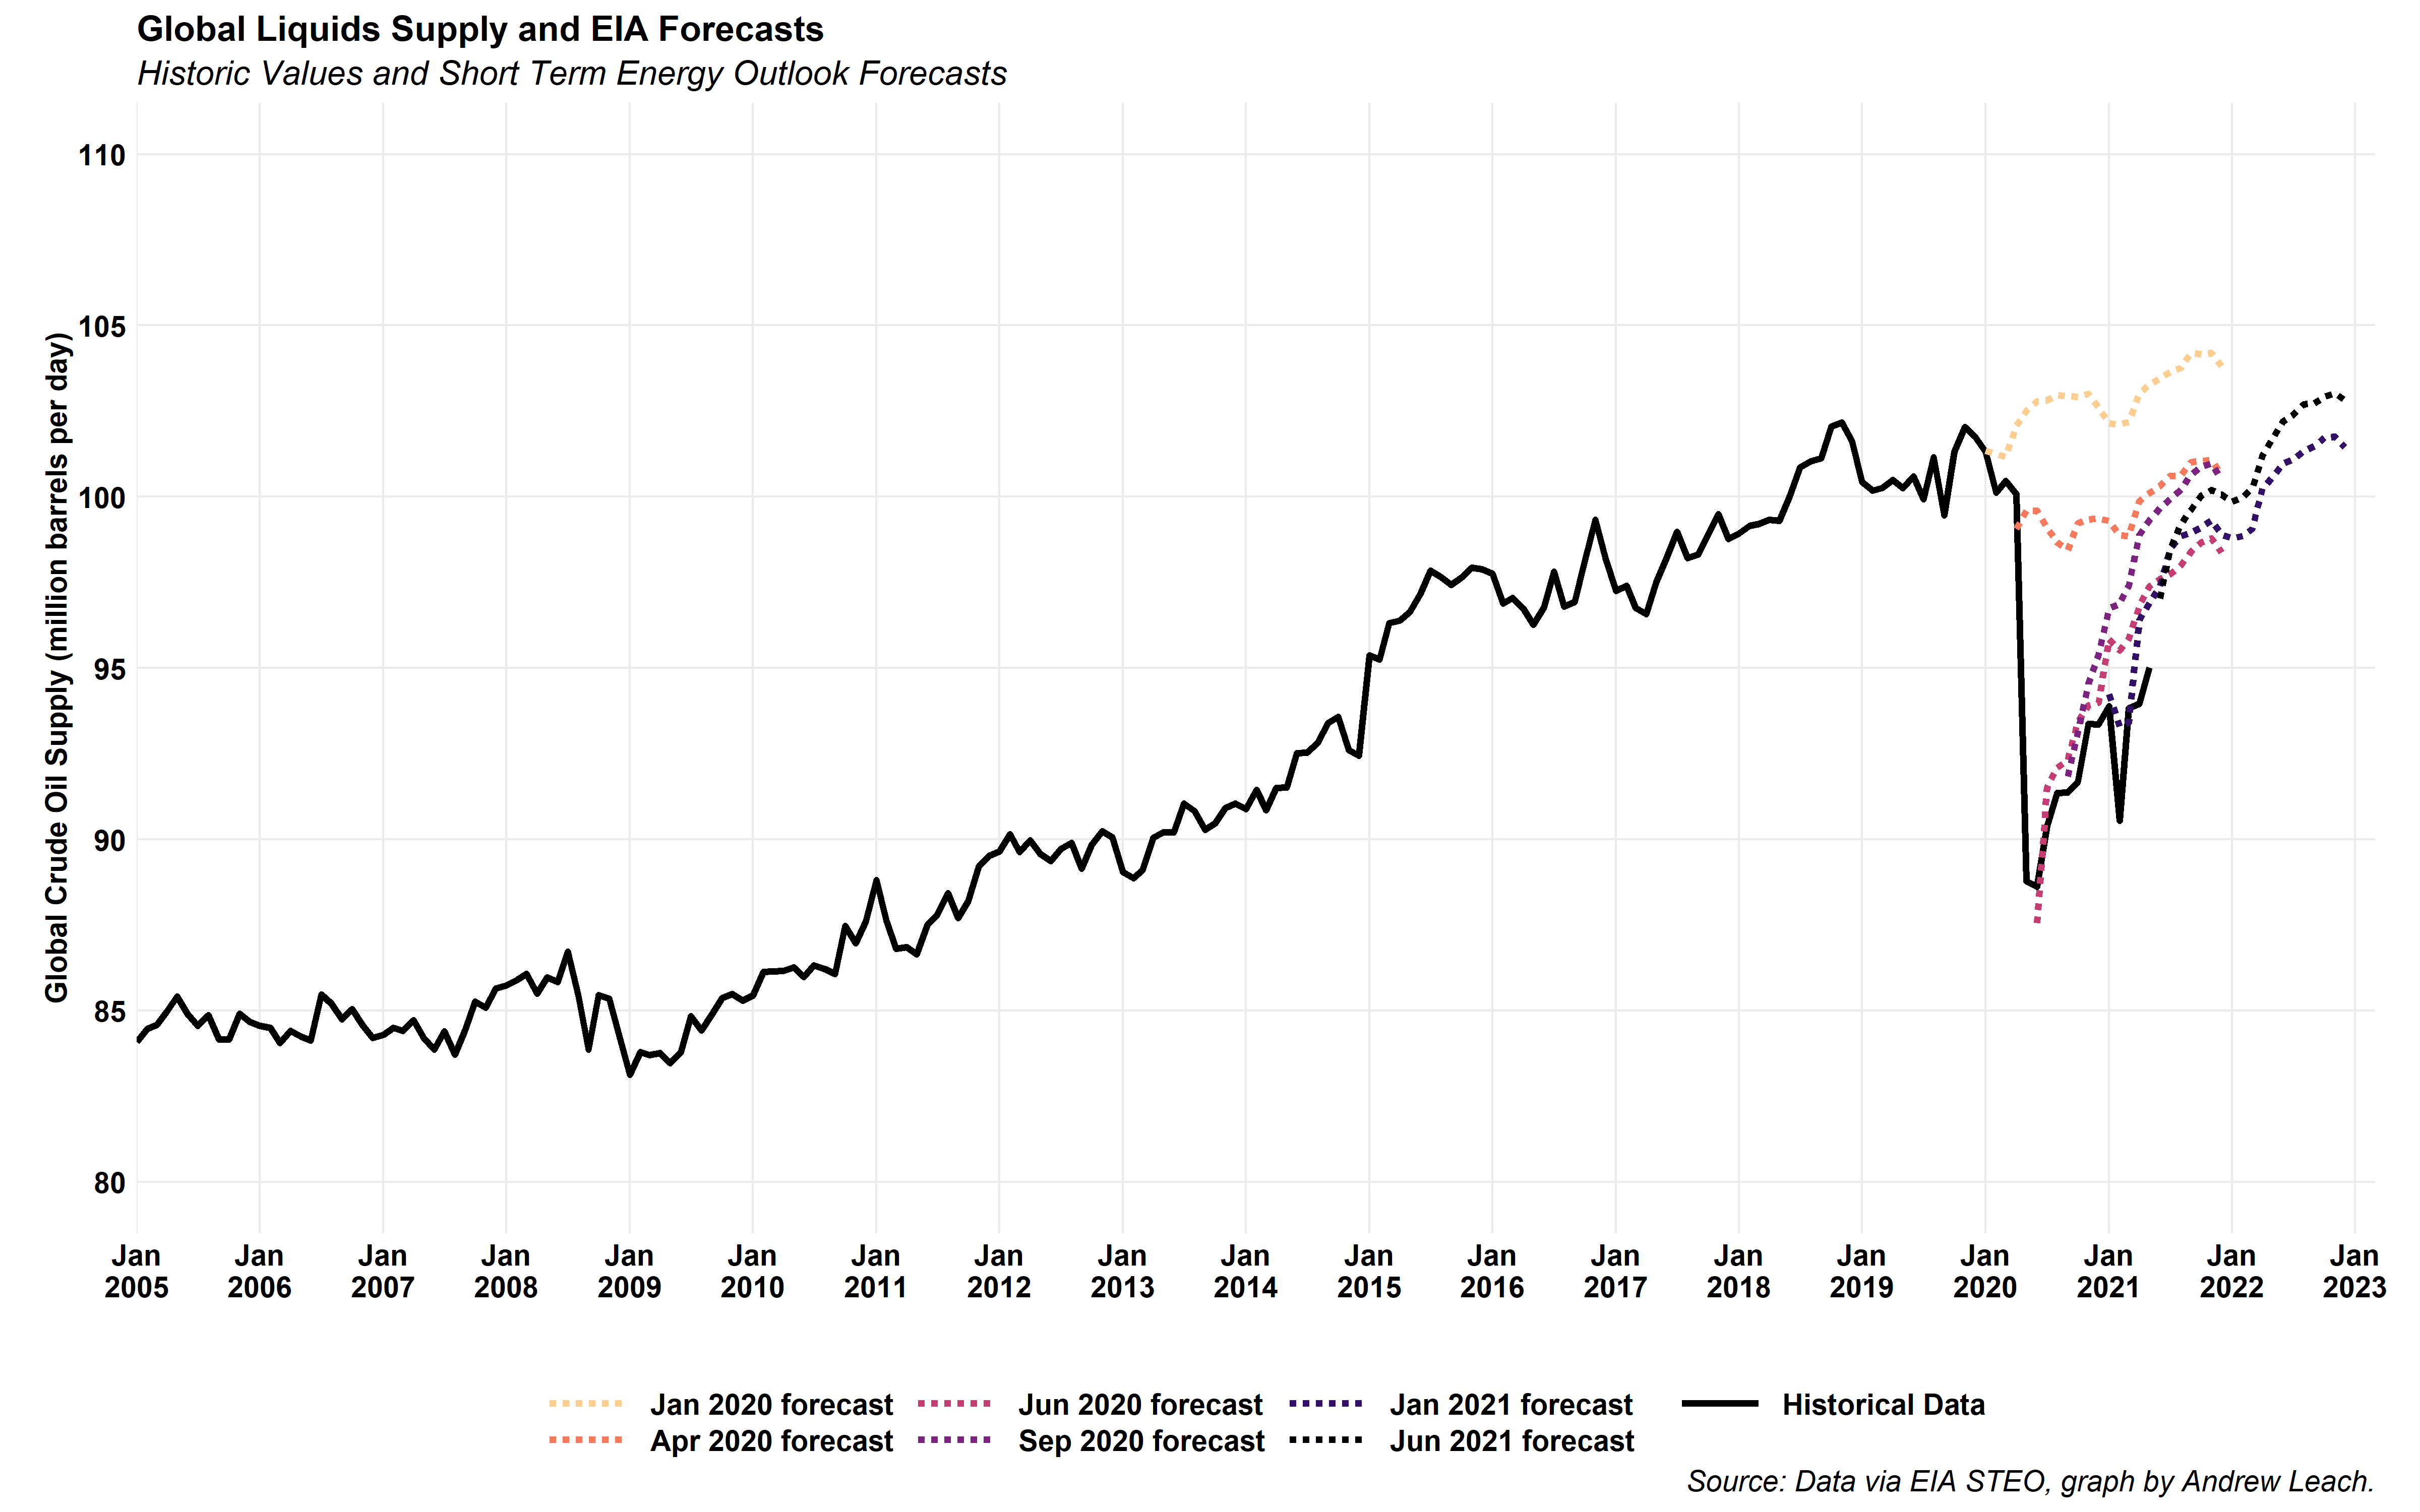 Global Liquids Supply and EIA Forecasts
Historic Values and Short Term Energy Outlook Forecasts
Global Crude Oil Supply (million barrels per day)
110
105
100
95
90
85
80
Jan Jan Jan Jan Jan Jan Jan Jan Jan Jan Jan Jan Jan Jan Jan Jan Jan Jan Jan
2005 2006 2007 2008 2009 2010 2011 2012 2013 2014 2015 2016 2017 2018 2019 2020 2021 2022 2023
Jan 2020 forecast Jun 2020 forecast Jan 2021 forecast Historical Data
Apr 2020 forecast Sep 2020 forecast Jun 2021 forecast
Source: Data via EIA STEO, graph by Andrew Leach.